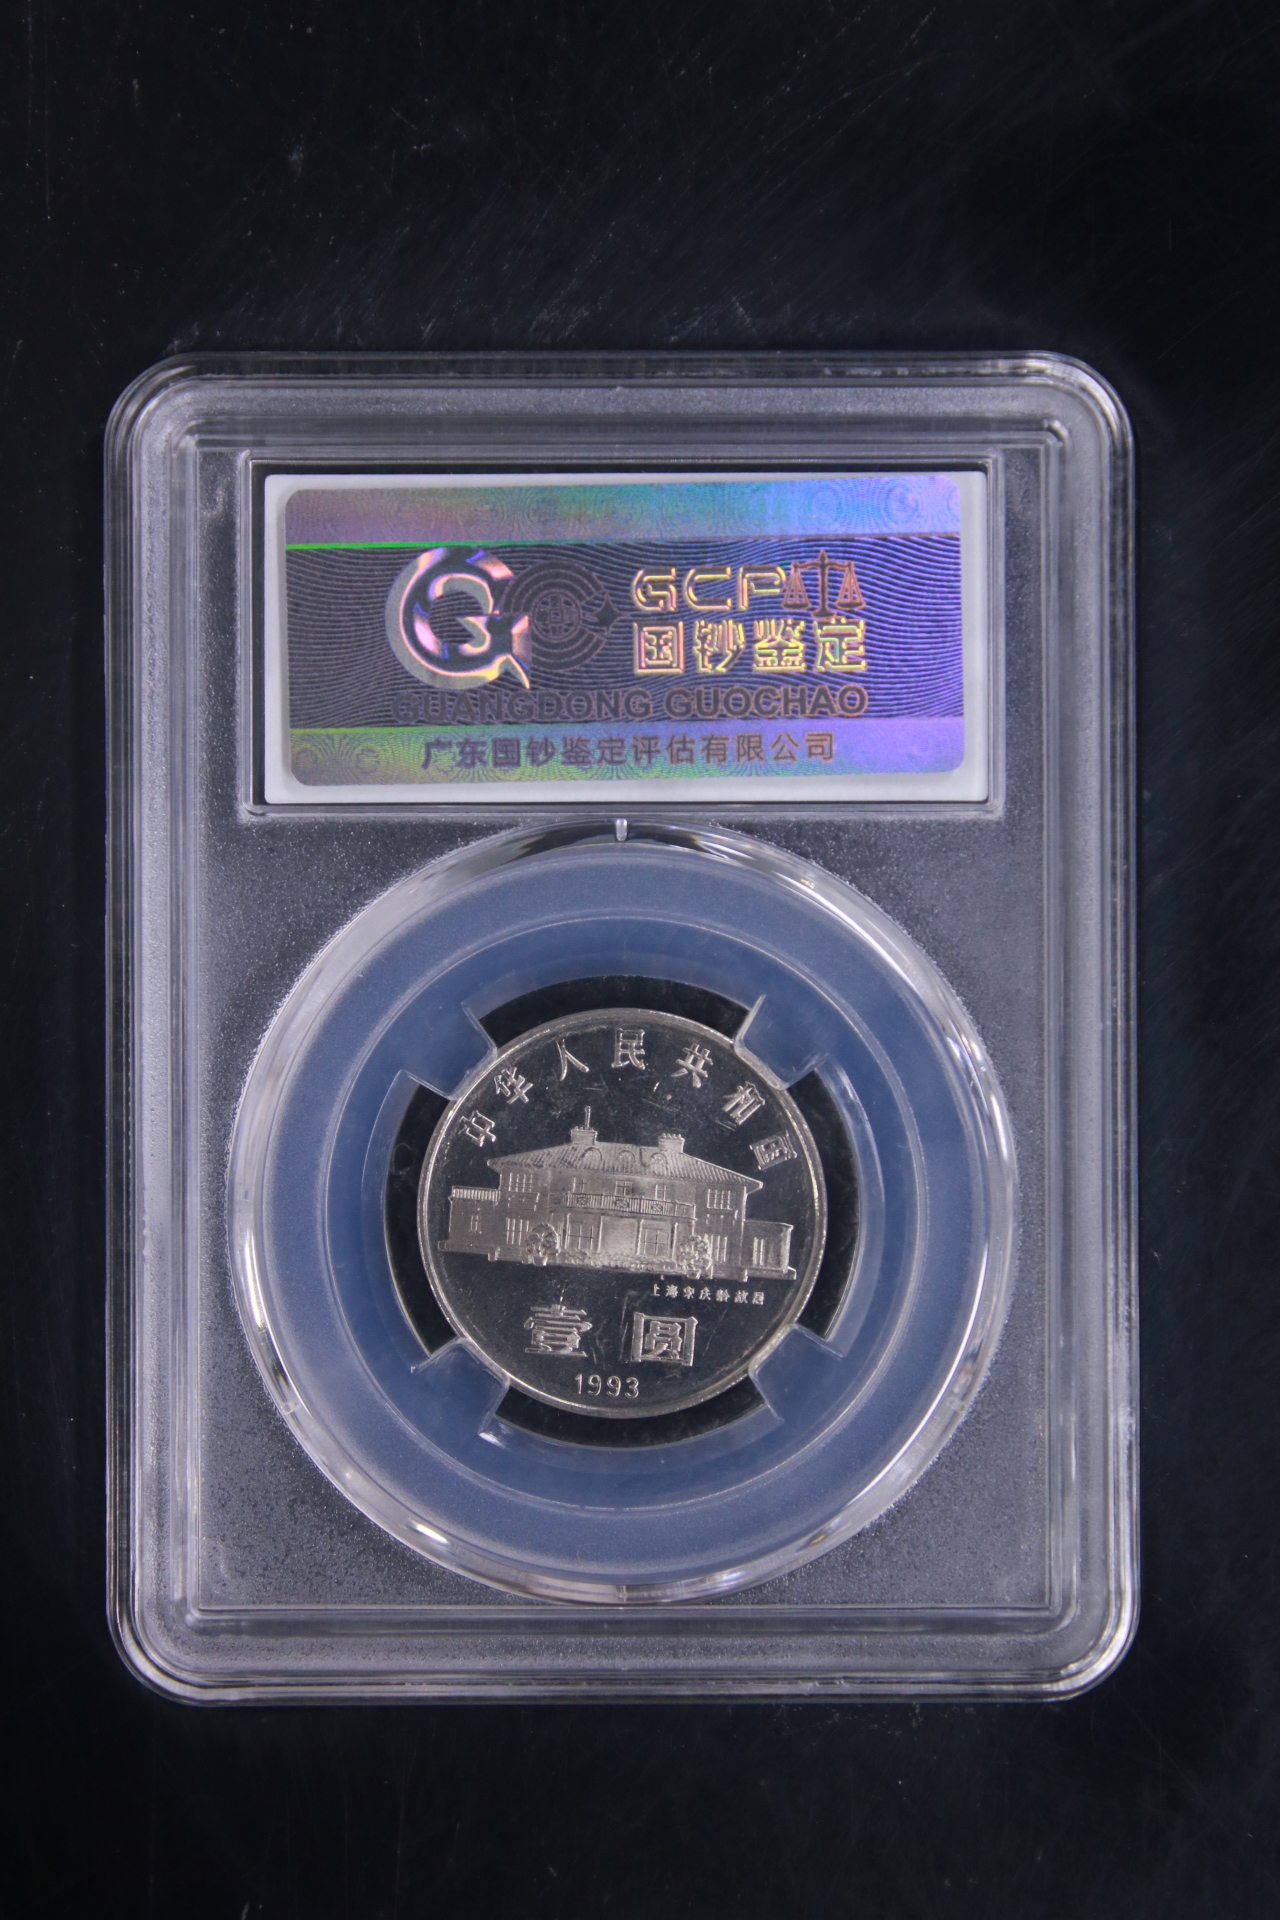 GCP
国钞鉴定
GUANGDONG GUOCHAO
广东国钞鉴定评估有限公司
中华人民共和国
上海宋庆龄故居
壹圆
1993